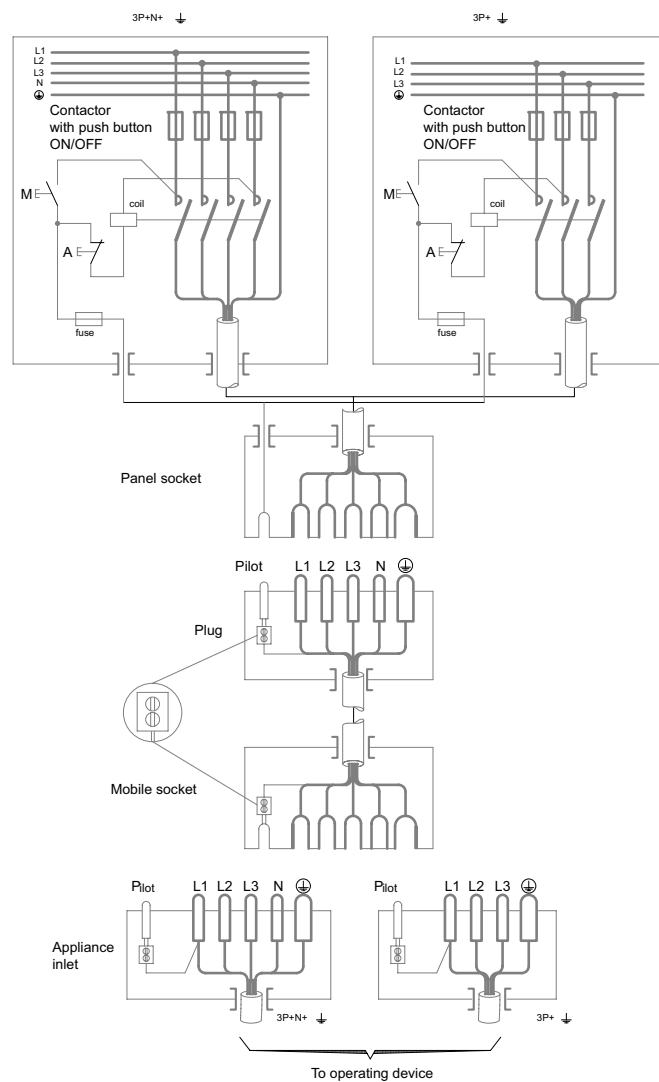 3P+N+
3P+
L1
L2
L3
N
Contactor
with push button
ON/OFF
M
A
coil
fuse
L1
L2
L3
Contactor
with push button
ON/OFF
M
A
coil
fuse
Panel socket
Pilot L1 L2 L3 N
Plug
Mobile socket
Pilot L1 L2 L3 N
Pilot L1 L2 L3
Appliance
inlet
3P+N+
3P+
To operating device